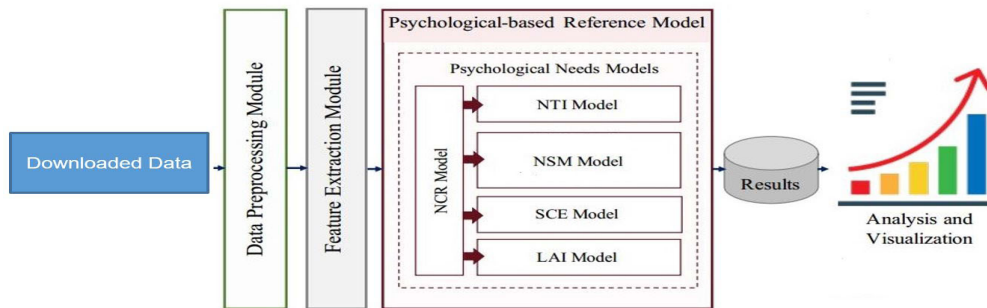 Downloaded Data
Data Preprocessing Module
Feature Extraction Module
Psychological-based Reference Model
Psychological Needs Models
NCR Model
NTI Model
NSM Model
SCE Model
LAI Model
Results
Analysis and
Visualization